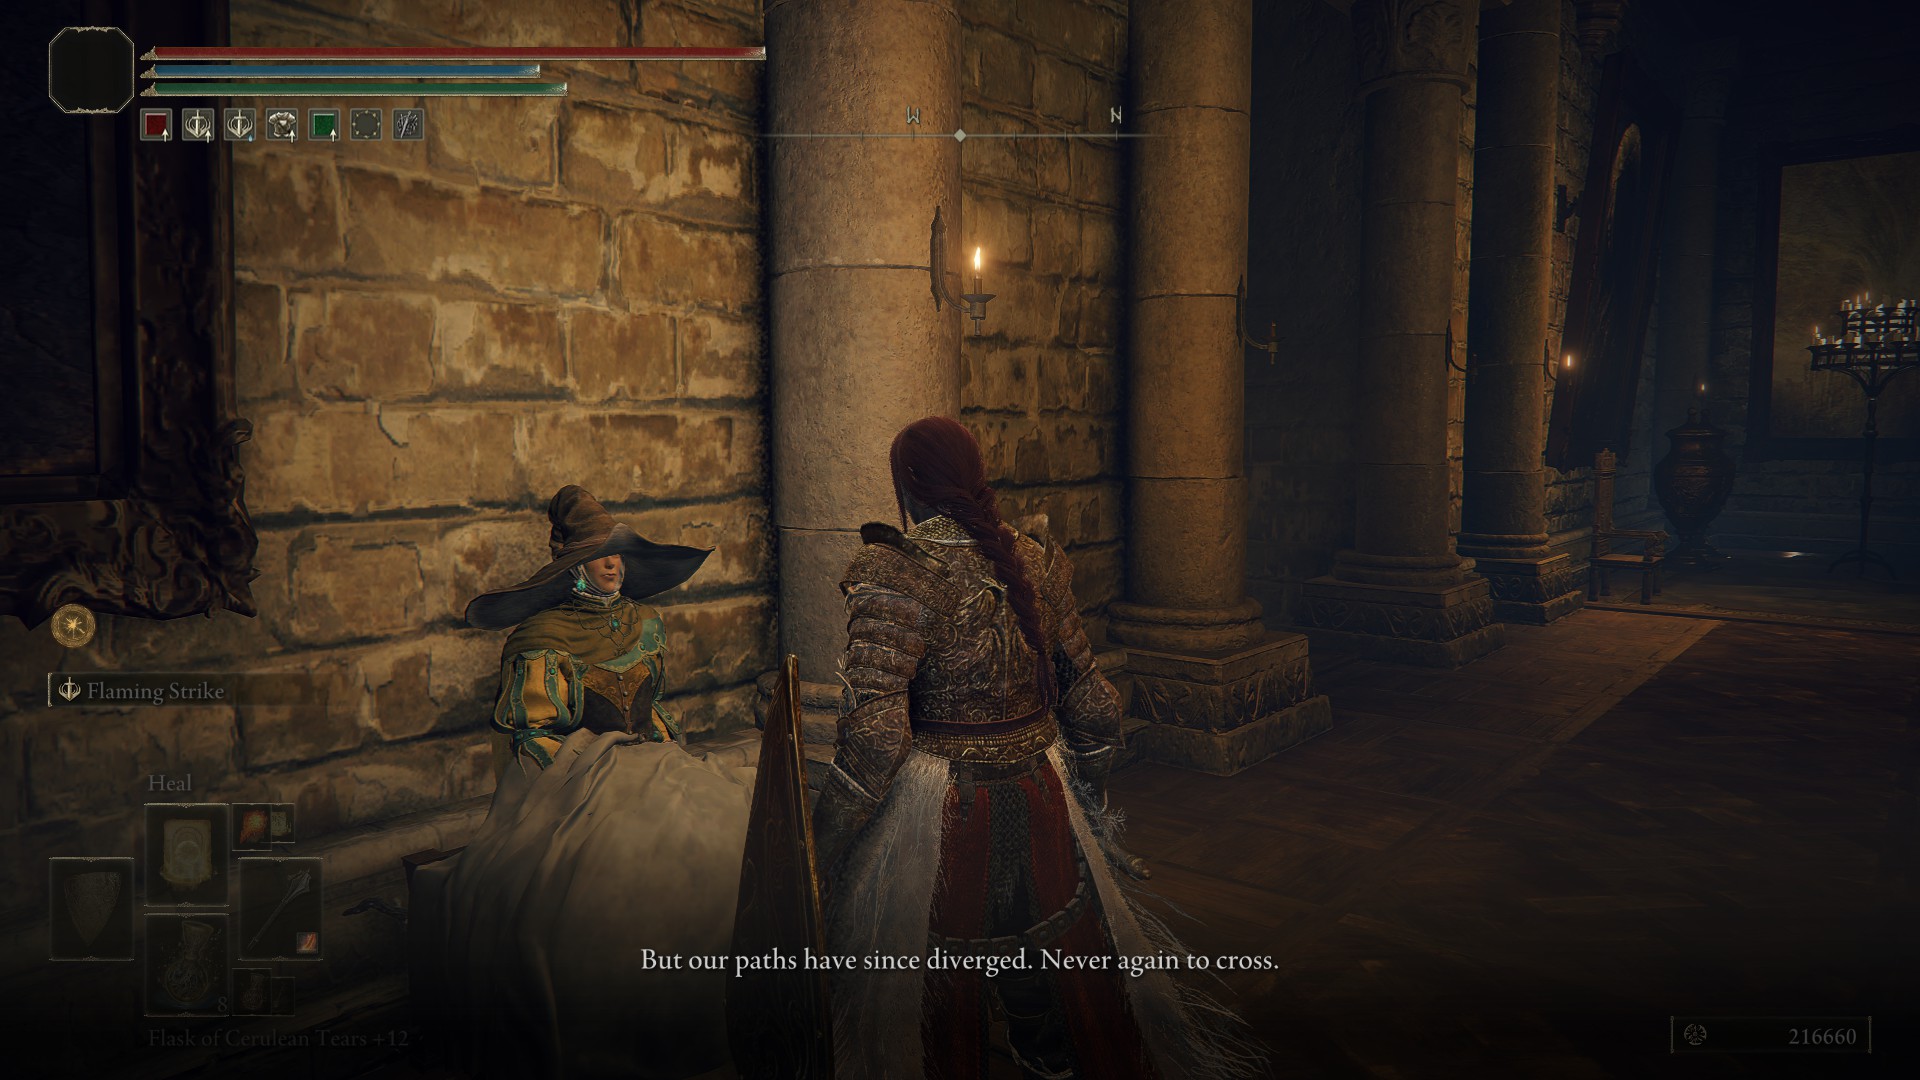 W
N
Flaming Strike
Heal
8
But our paths have since diverged. Never again to cross.
Flask of Cerulean Tears +12
216660